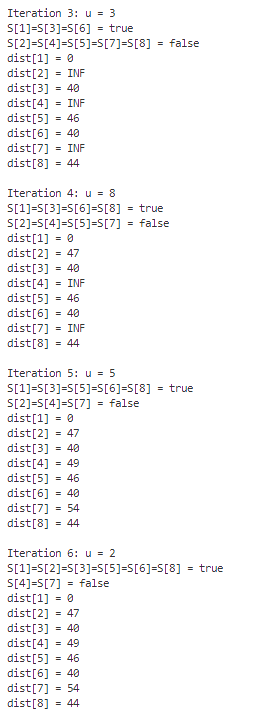 Iteration 3: u = 3
S[1]=S[3]=S[6] = true
S[2]=S[4]=S[5]=S[7]=S[8] = false
dist[1] = 0
dist[2] = INF
dist[3] = 40
dist[4] = INF
dist[5] = 46
dist[6] = 40
dist[7] = INF
dist[8] = 44

Iteration 4: u = 8
S[1]=S[3]=S[6]=S[8] = true
S[2]=S[4]=S[5]=S[7] = false
dist[1] = 0
dist[2] = 47
dist[3] = 40
dist[4] = INF
dist[5] = 46
dist[6] = 40
dist[7] = INF
dist[8] = 44

Iteration 5: u = 5
S[1]=S[3]=S[5]=S[6]=S[8] = true
S[2]=S[4]=S[7] = false
dist[1] = 0
dist[2] = 47
dist[3] = 40
dist[4] = 49
dist[5] = 46
dist[6] = 40
dist[7] = 54
dist[8] = 44

Iteration 6: u = 2
S[1]=S[2]=S[3]=S[5]=S[6]=S[8] = true
S[4]=S[7] = false
dist[1] = 0
dist[2] = 47
dist[3] = 40
dist[4] = 49
dist[5] = 46
dist[6] = 40
dist[7] = 54
dist[8] = 44